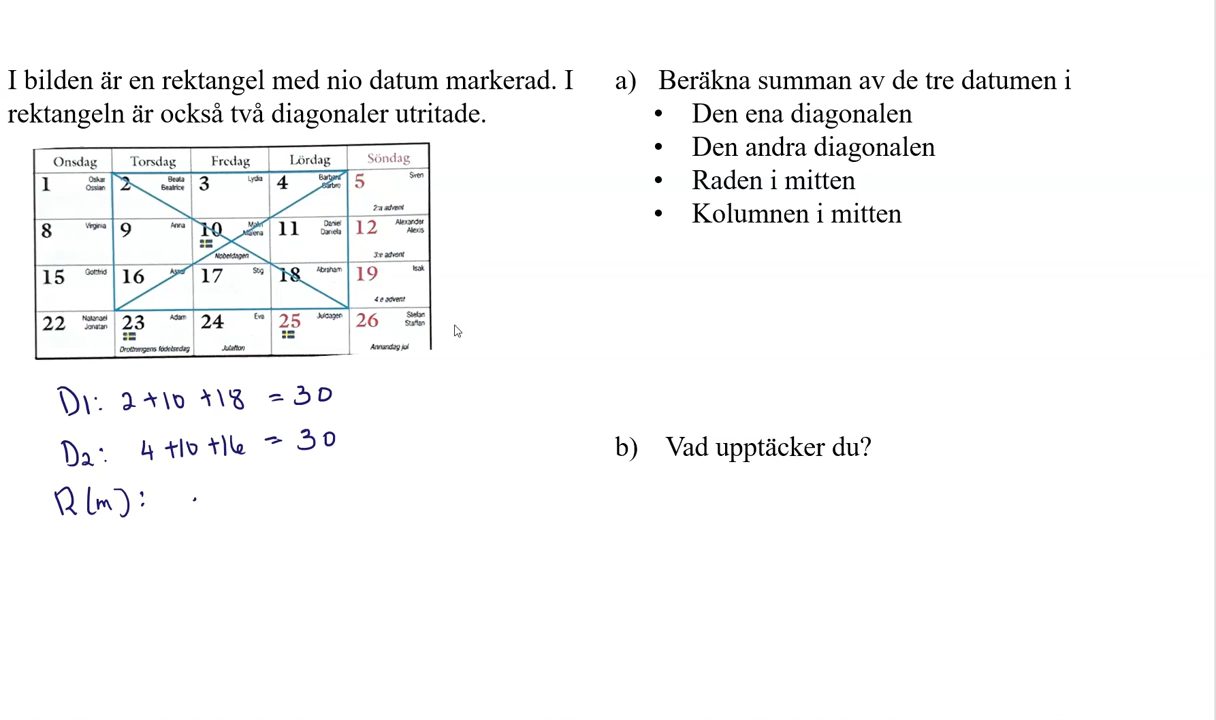 I bilden är en rektangel med nio datum markerad. I
rektangeln är också två diagonaler utritade.
Onsdag Torsdag Fredag Lördag Söndag
1 Oskar Ossian 2 Beata Beatrice 3 Lydia 4 Barbara Barbro 5 Sven
2:a advent
8 Virginia 9 Anna 10 Malin Malena 11 Daniel Daniela 12 Alexander Alexis
Nobeldagen 3:e advent
15 Gottfrid 16 Assar 17 Stig 18 Abraham 19 Isak
4 e advent
22 Natanael Jonatan 23 Adam 24 Eva 25 Juldagen 26 Stefan Staffan
Drottningens födelsedag Julafton Annandag jul
D1: 2+10+18 = 30
D2: 4+10+16 = 30
R(m):
a) Beräkna summan av de tre datumen i
• Den ena diagonalen
• Den andra diagonalen
• Raden i mitten
• Kolumnen i mitten
b) Vad upptäcker du?